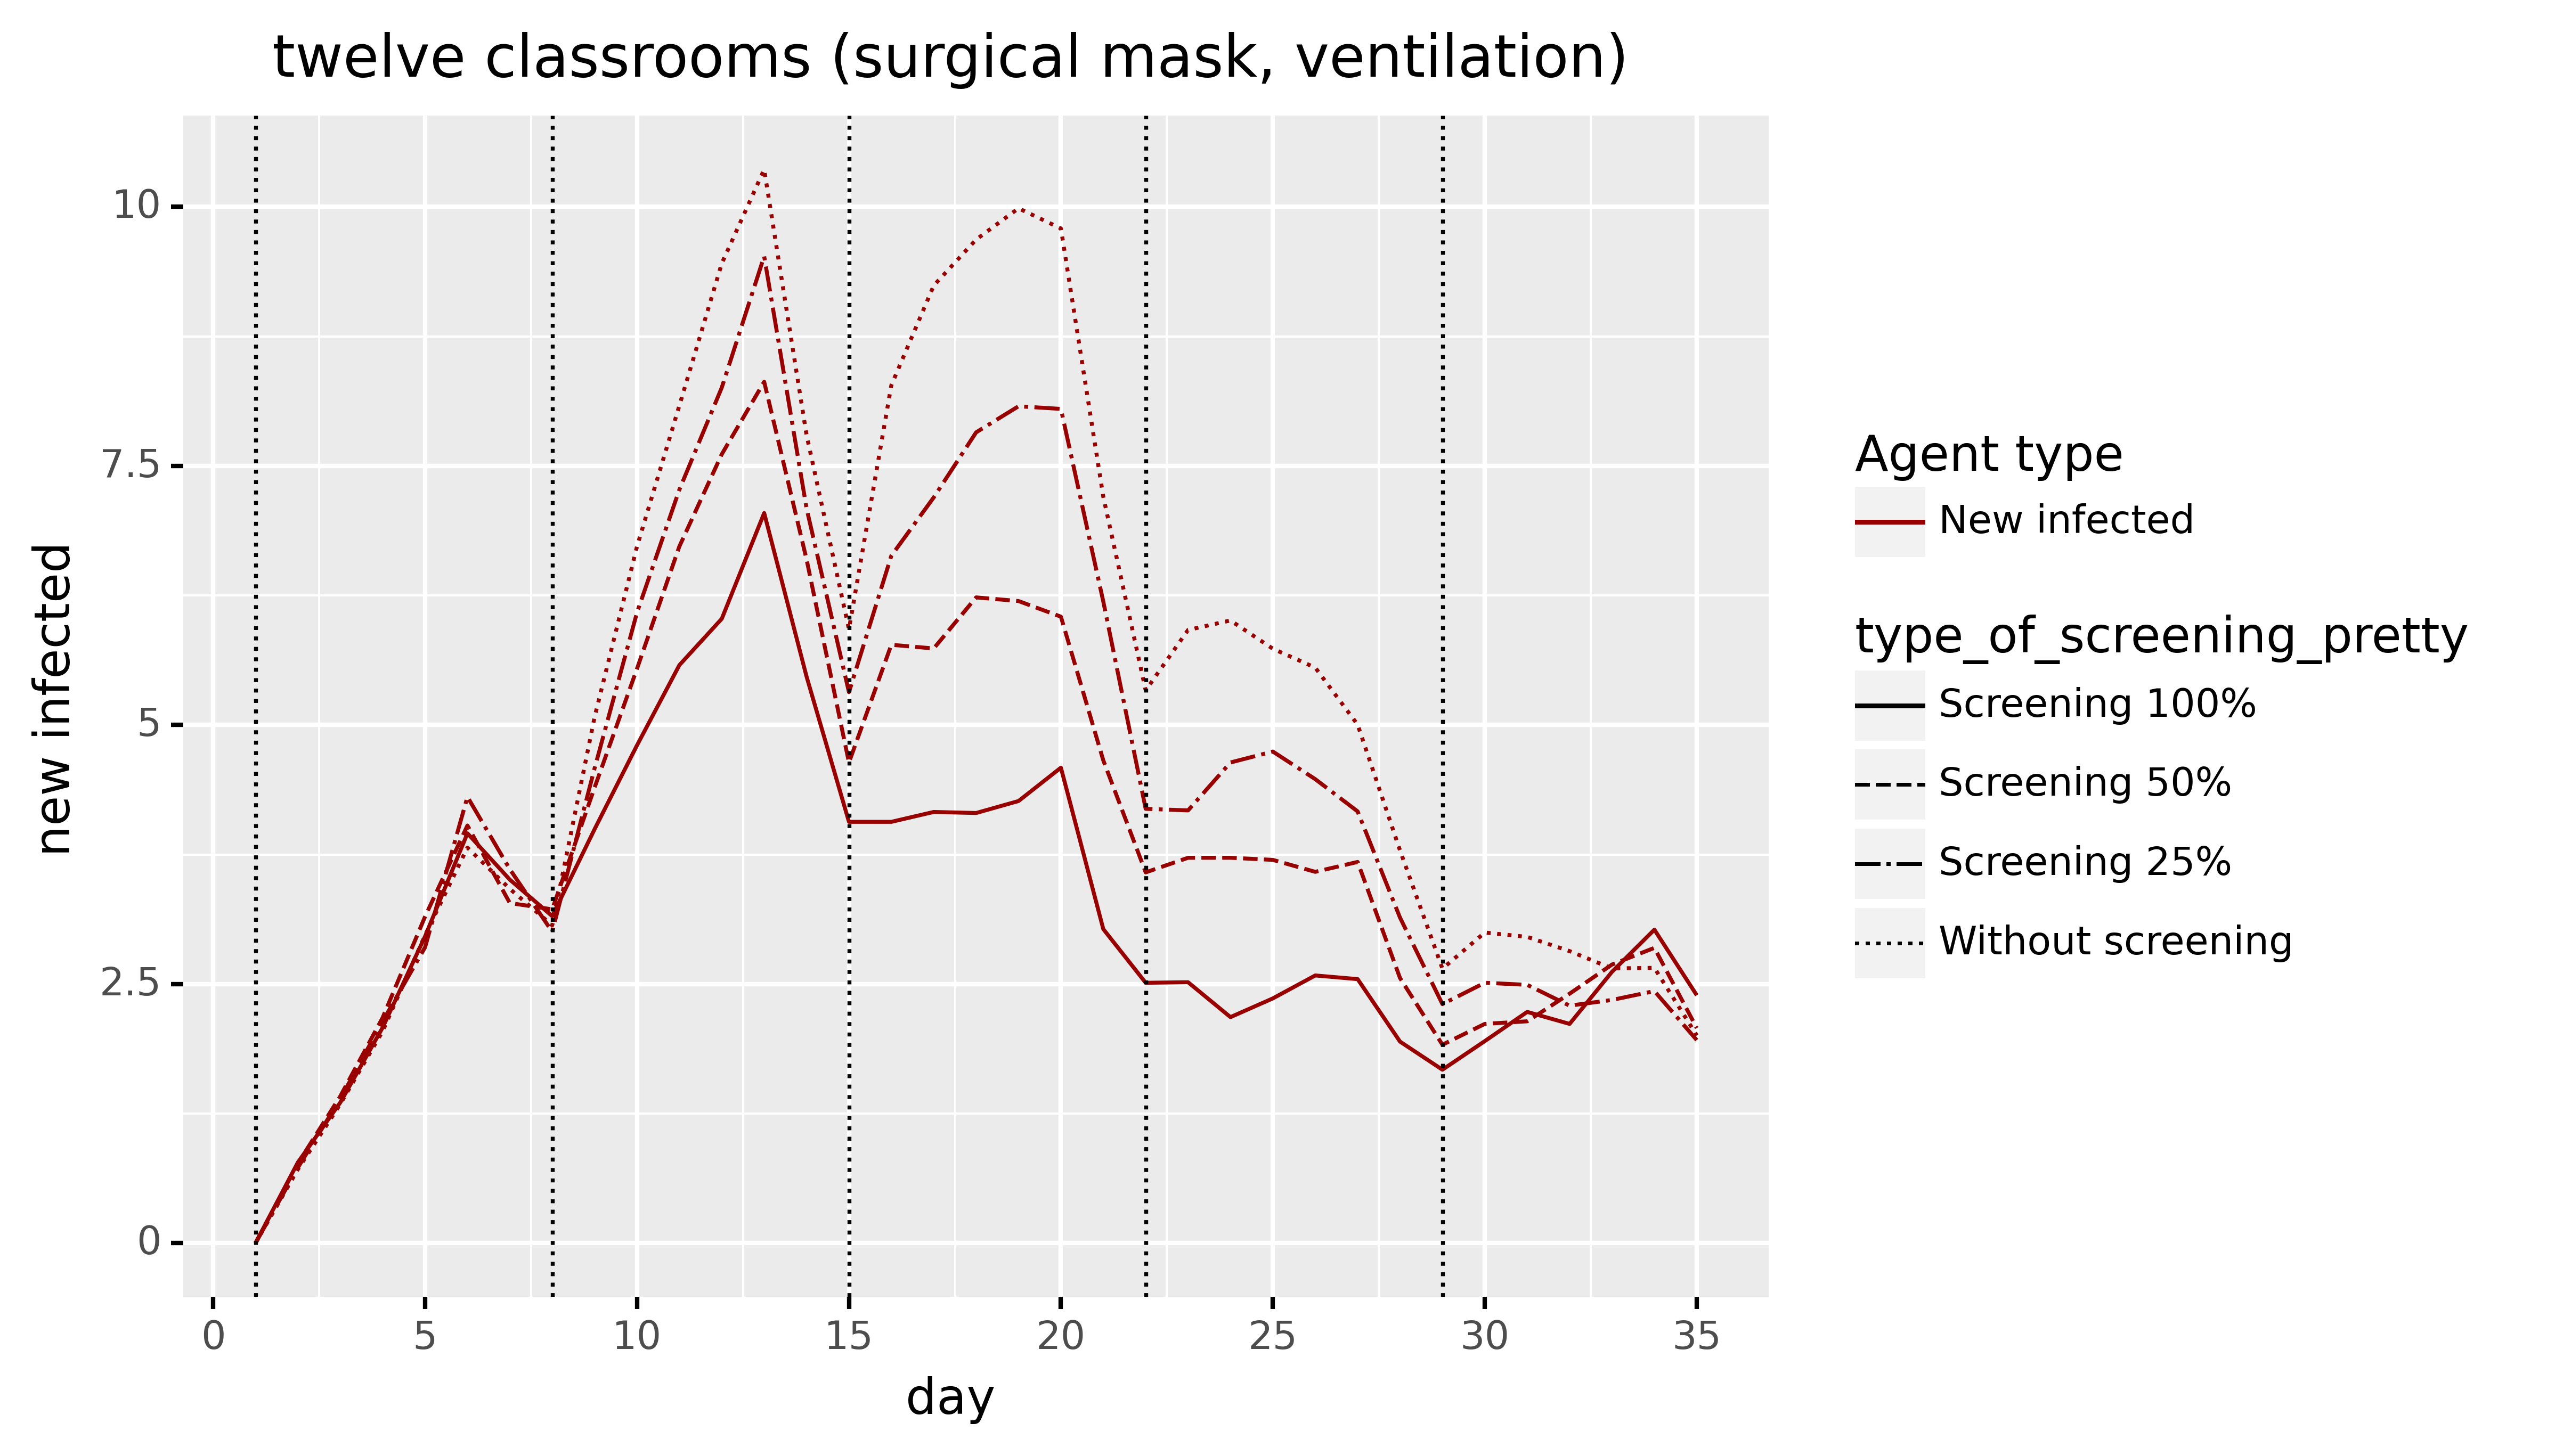 twelve classrooms (surgical mask, ventilation)
10
7.5
5
2.5
0
new infected
0 5 10 15 20 25 30 35
day
Agent type
New infected
type_of_screening_pretty
Screening 100%
Screening 50%
Screening 25%
Without screening